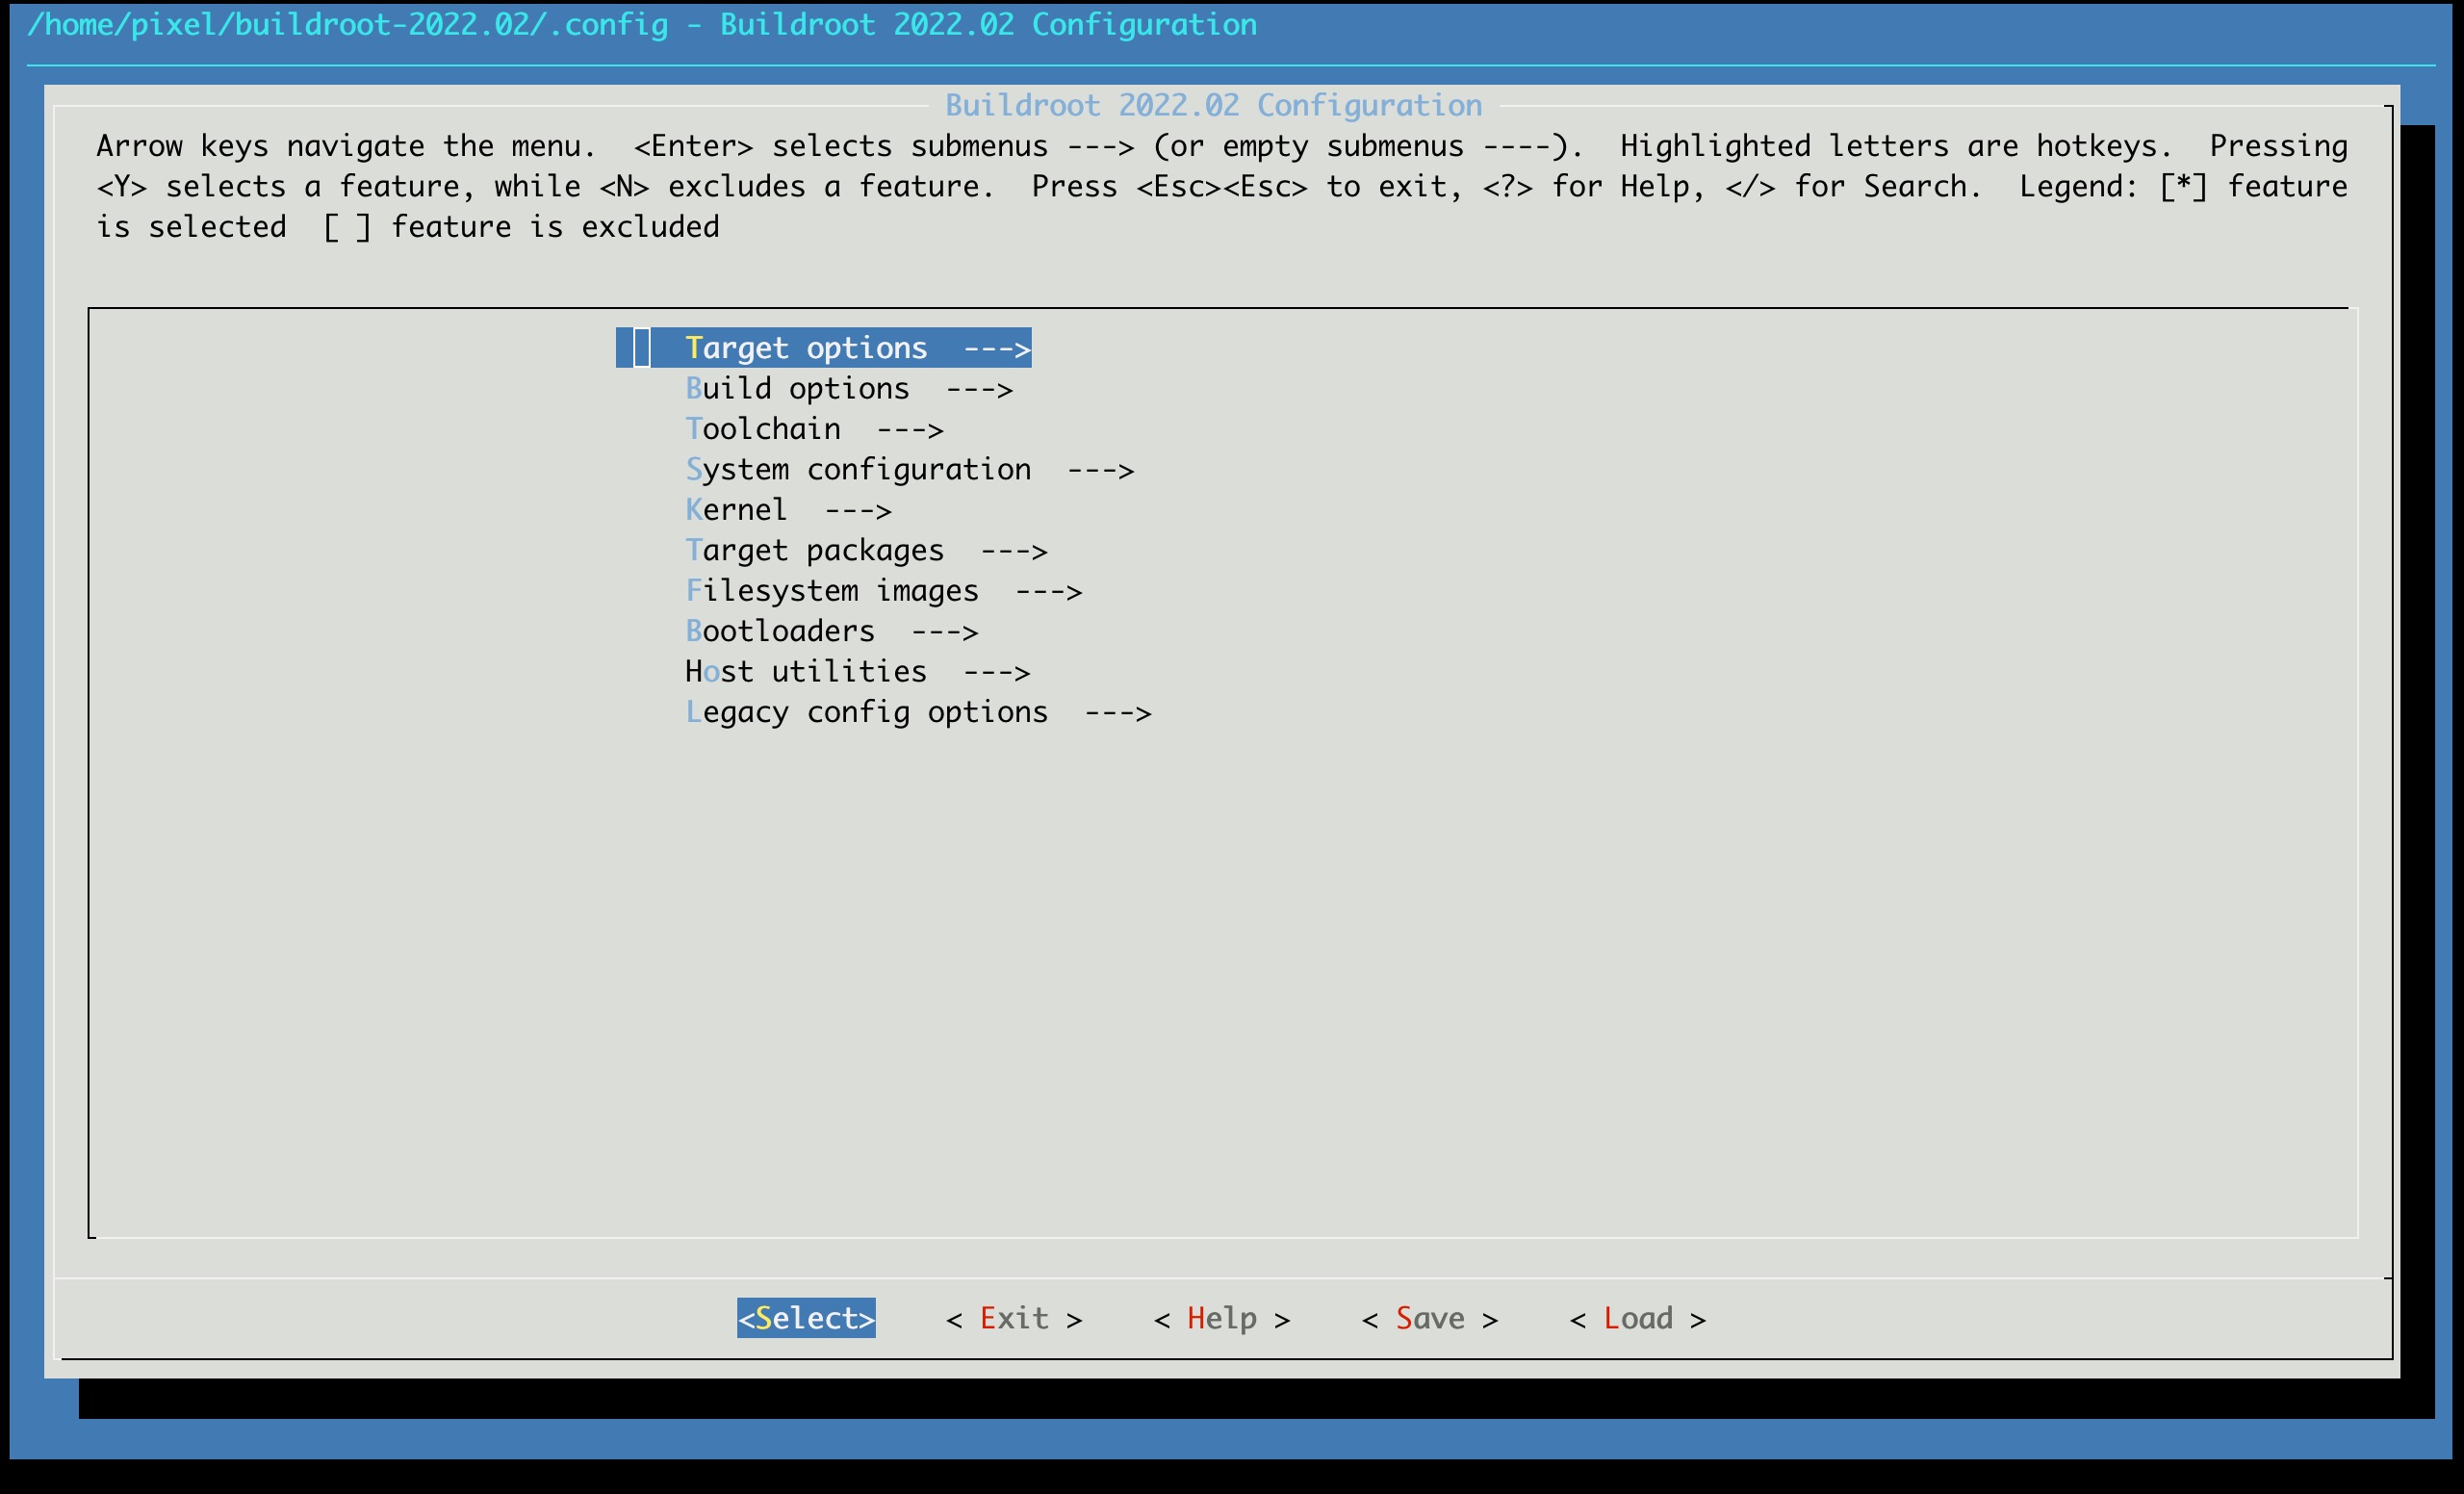 /home/pixel/buildroot-2022.02/.config - Buildroot 2022.02 Configuration
Buildroot 2022.02 Configuration
Arrow keys navigate the menu.  <Enter> selects submenus ---> (or empty submenus ----).  Highlighted letters are hotkeys.  Pressing
<Y> selects a feature, while <N> excludes a feature.  Press <Esc><Esc> to exit, <?> for Help, </> for Search.  Legend: [*] feature
is selected  [ ] feature is excluded
Target options  --->
Build options  --->
Toolchain  --->
System configuration  --->
Kernel  --->
Target packages  --->
Filesystem images  --->
Bootloaders  --->
Host utilities  --->
Legacy config options  --->
<Select>    < Exit >    < Help >    < Save >    < Load >